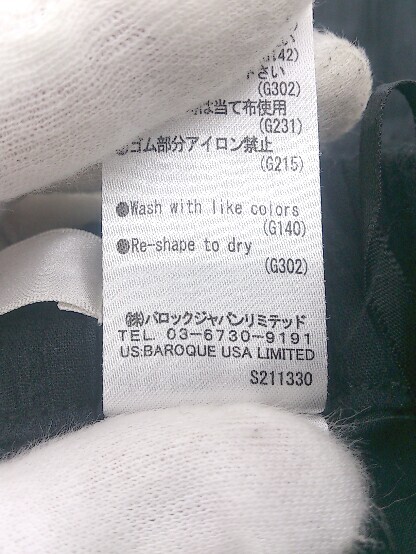 G142)
下さい
(G302)
は当て布使用
(G231)
●ゴム部分アイロン禁止
(G215)
●Wash with like colors
(G140)
●Re-shape to dry
(G302)
㈱バロックジャパンリミテッド
TEL. 03-6730-9191
US:BAROQUE USA LIMITED
S211330